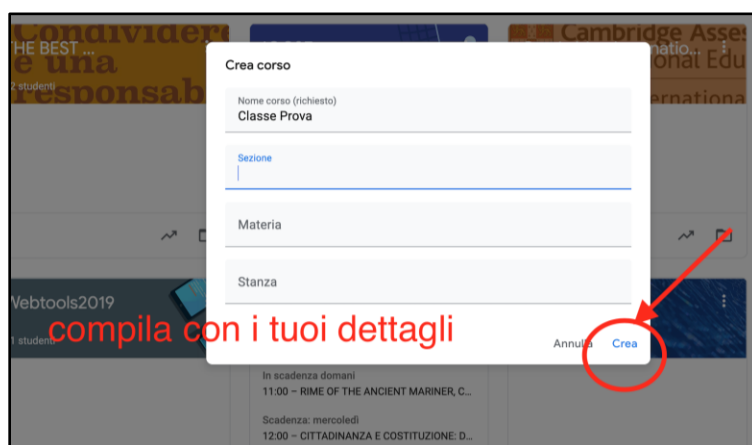 Condividere
e una
responsab
THE BEST ...
2 studenti
Cambridge Asses
natio...
onal Edu
ernationa
Crea corso
Nome corso (richiesto)
Classe Prova
Sezione
Materia
Stanza
Webtools2019
1 studenti
compila con i tuoi dettagli
Annulla
Crea
In scadenza domani
11:00 – RIME OF THE ANCIENT MARINER, C...
Scadenza: mercoledì
12:00 – CITTADINANZA E COSTITUZIONE: D...